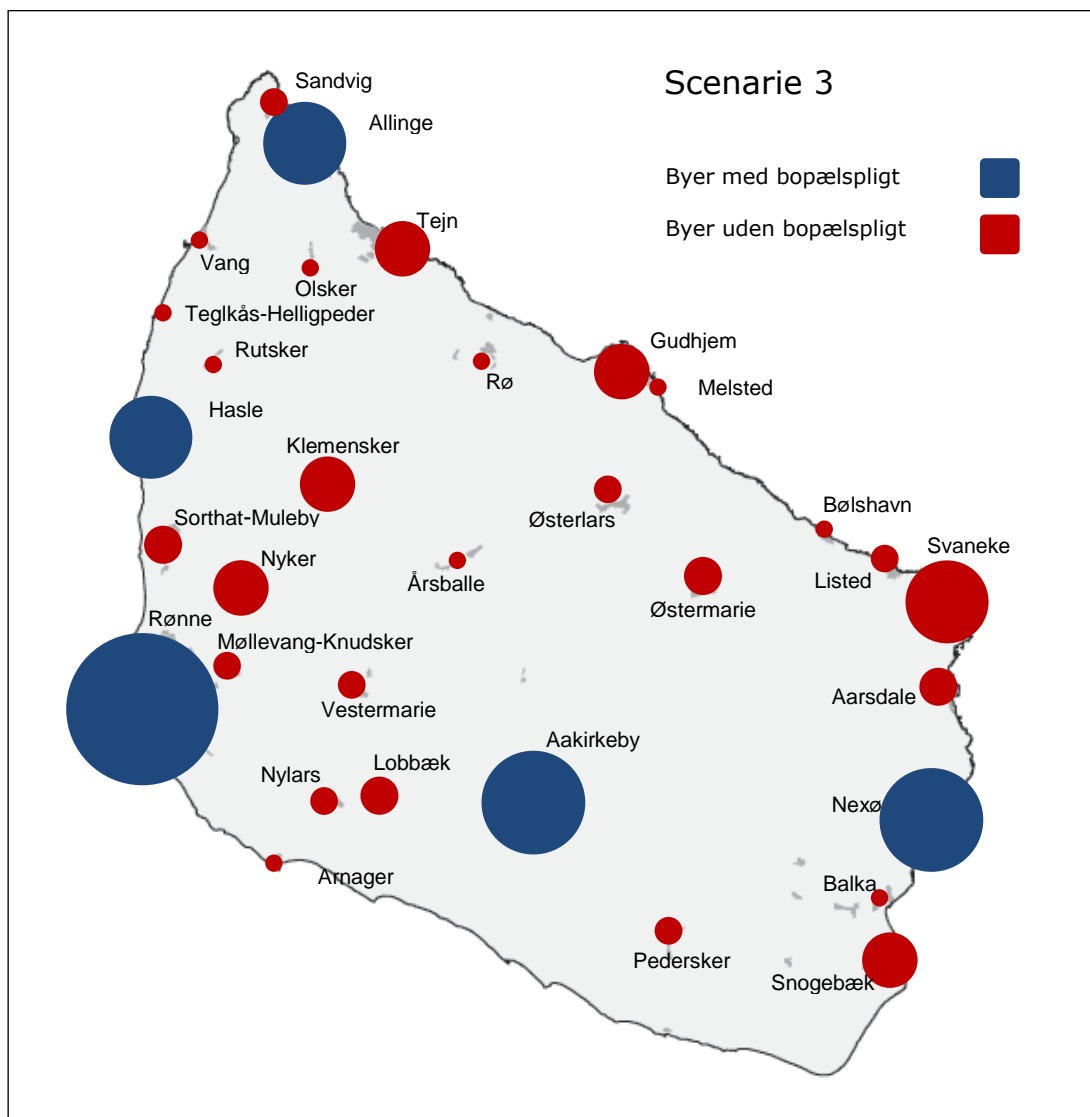 Scenarie 3
Sandvig
Allinge
Byer med bopælspligt
Byer uden bopælspligt
Tejn
Vang
Olsker
Teglkås-Helligpeder
Gudhjem
Rutsker
Rø
Melsted
Hasle
Klemensker
Bølshavn
Sorthat-Muleby
Østerlars
Svaneke
Nyker
Årsballe
Listed
Østermarie
Rønne
Møllevang-Knudsker
Aarsdale
Vestermarie
Aakirkeby
Lobbæk
Nylars
Nexø
Arnager
Balka
Pedersker
Snogebæk